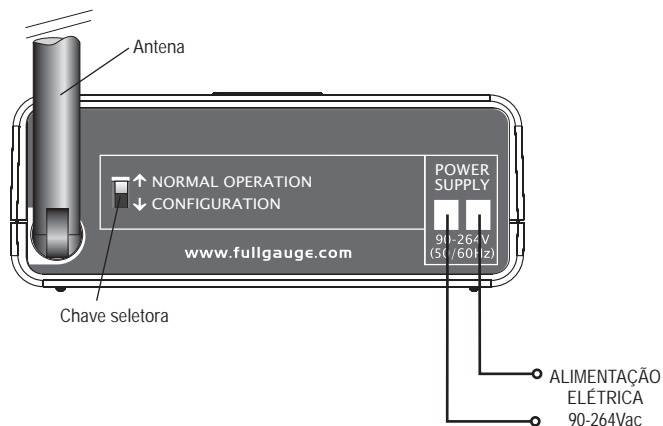 Antena
NORMAL OPERATION
CONFIGURATION
POWER
SUPPLY
90-264V
(50/60Hz)
www.fullgauge.com
Chave seletora
ALIMENTAÇÃO
ELÉTRICA
90-264Vac